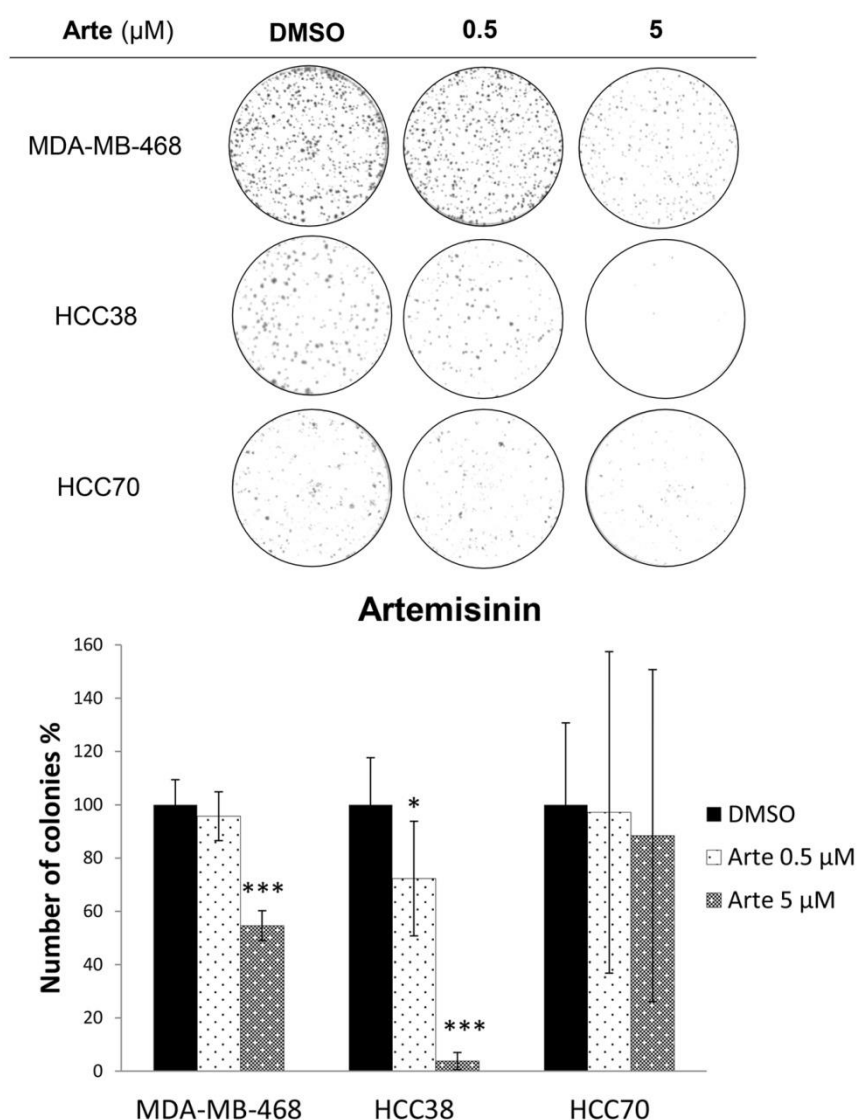 Arte (µM) DMSO 0.5 5
MDA-MB-468
HCC38
HCC70
Artemisinin
Number of colonies %
160
140
120
100
80
60
40
20
0
***
*
***
DMSO
Arte 0.5 µM
Arte 5 µM
MDA-MB-468 HCC38 HCC70